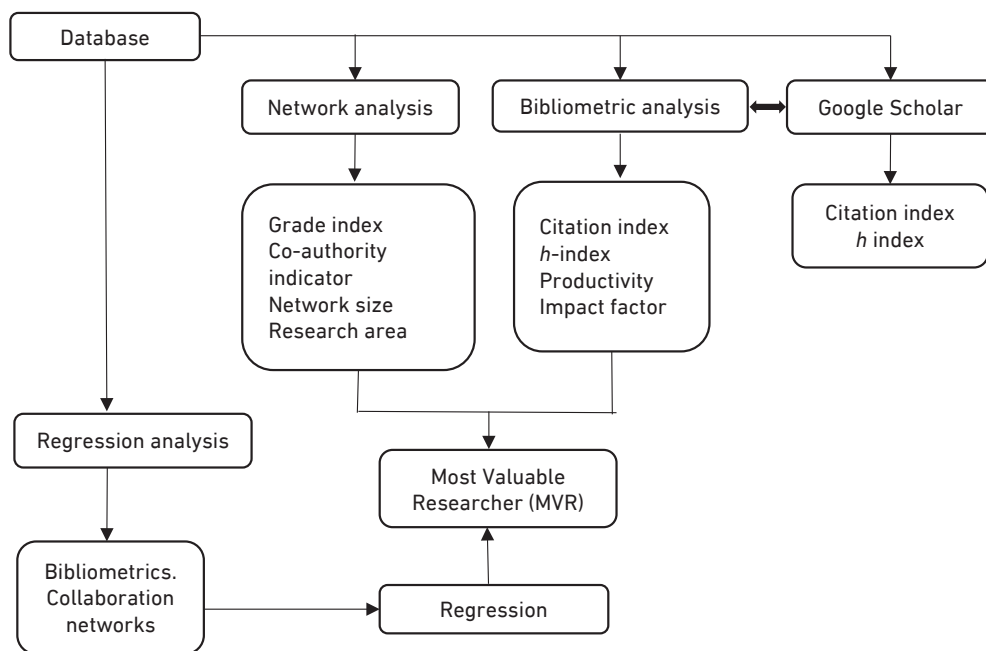 Database
Network analysis
Bibliometric analysis
Google Scholar
Grade index
Co-authority
indicator
Network size
Research area
Citation index
h-index
Productivity
Impact factor
Citation index
h index
Regression analysis
Most Valuable
Researcher (MVR)
Bibliometrics.
Collaboration
networks
Regression